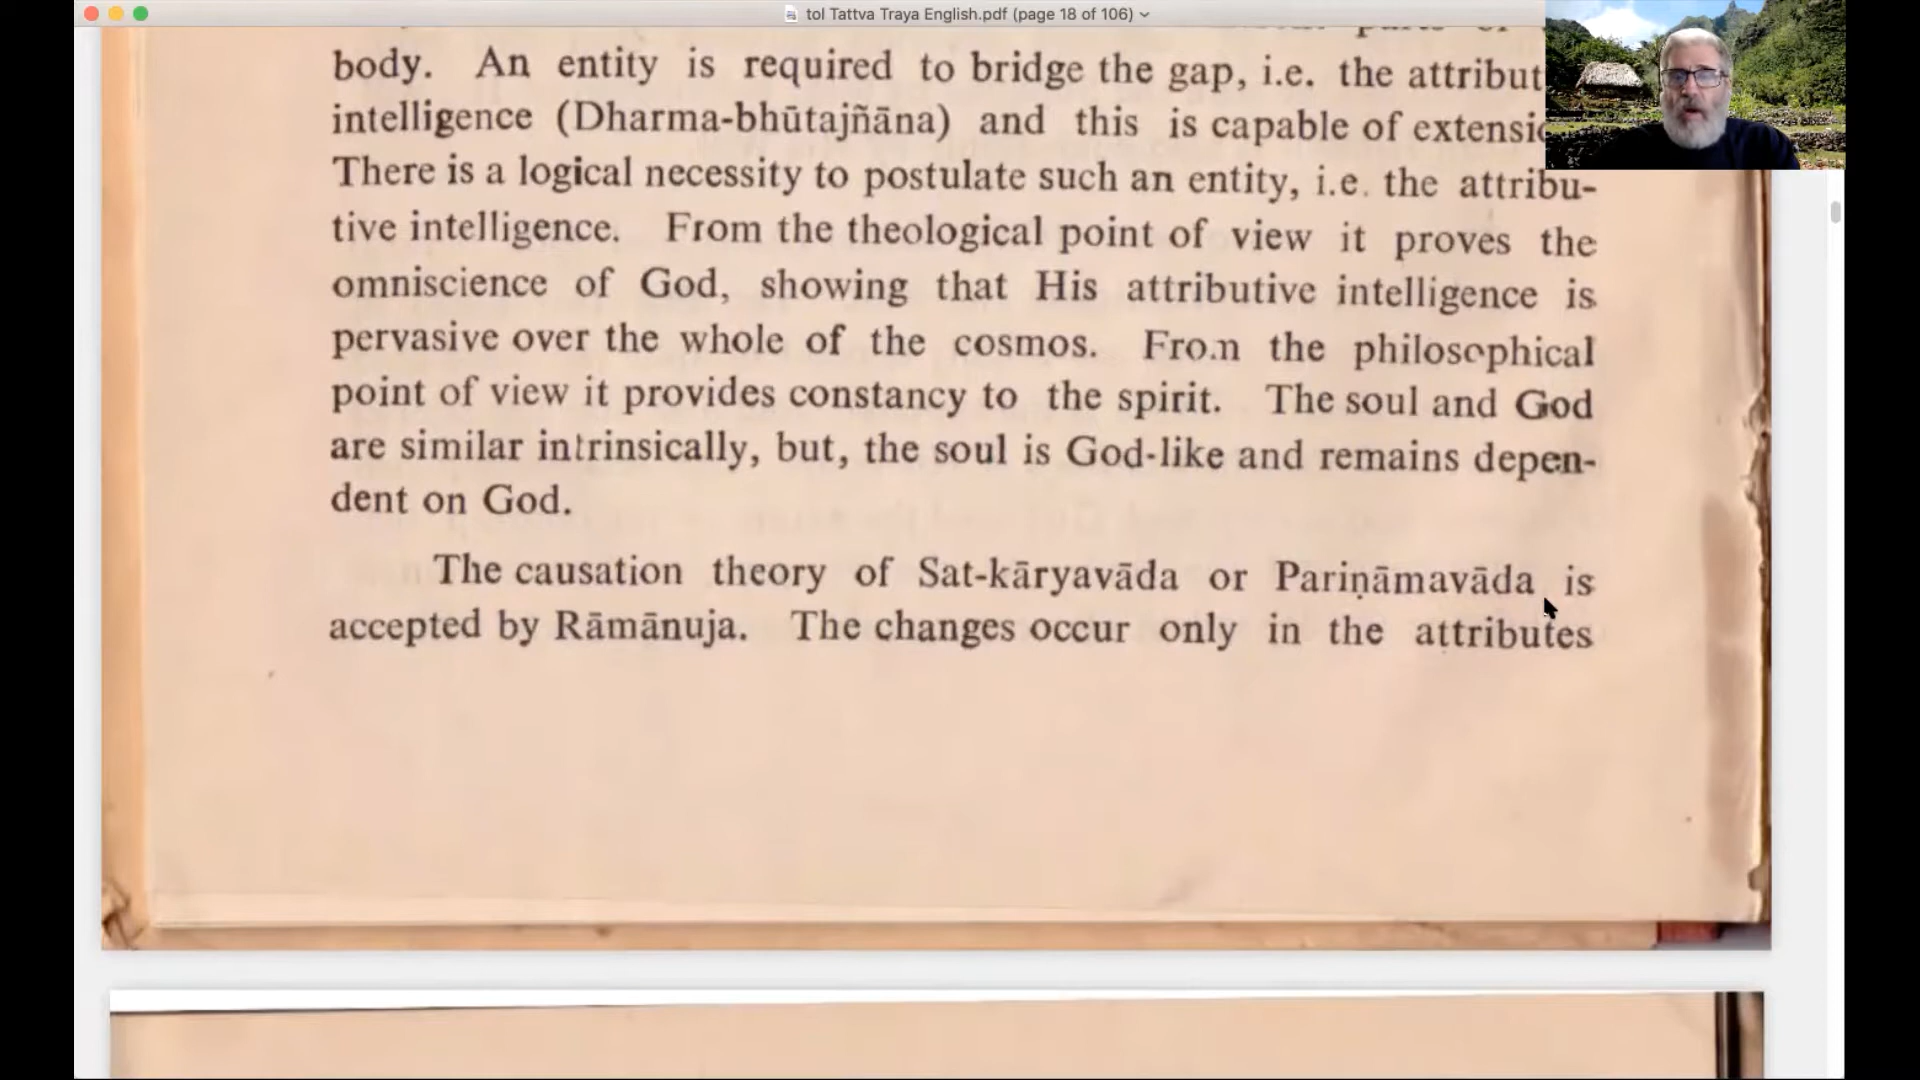 tol Tattva Traya English.pdf (page 18 of 106)
body. An entity is required to bridge the gap, i.e. the attribut
intelligence (Dharma-bhūtajñāna) and this is capable of extensio
There is a logical necessity to postulate such an entity, i.e. the attribu-
tive intelligence. From the theological point of view it proves the
omniscience of God, showing that His attributive intelligence is
pervasive over the whole of the cosmos. From the philosophical
point of view it provides constancy to the spirit. The soul and God
are similar intrinsically, but, the soul is God-like and remains depen-
dent on God.
The causation theory of Sat-kāryavāda or Pariṇāmavāda is
accepted by Rāmānuja. The changes occur only in the attributes